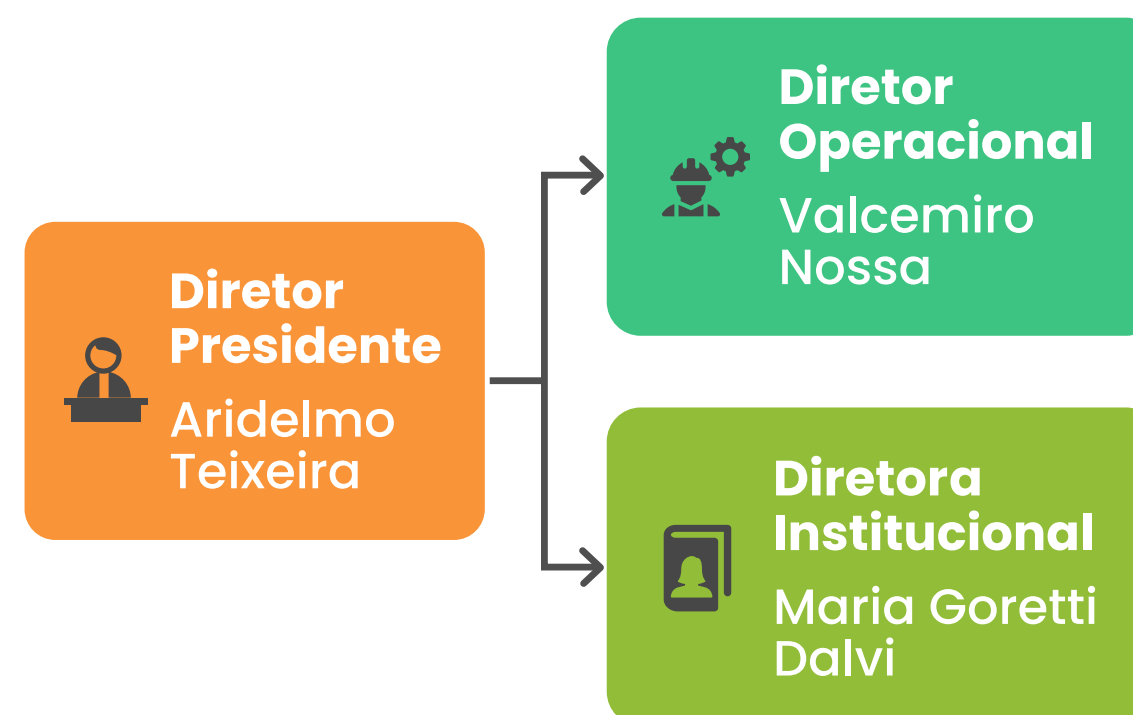 Diretor
Presidente
Aridelmo
Teixeira
Diretor
Operacional
Valcemiro
Nossa
Diretora
Institucional
Maria Goretti
Dalvi